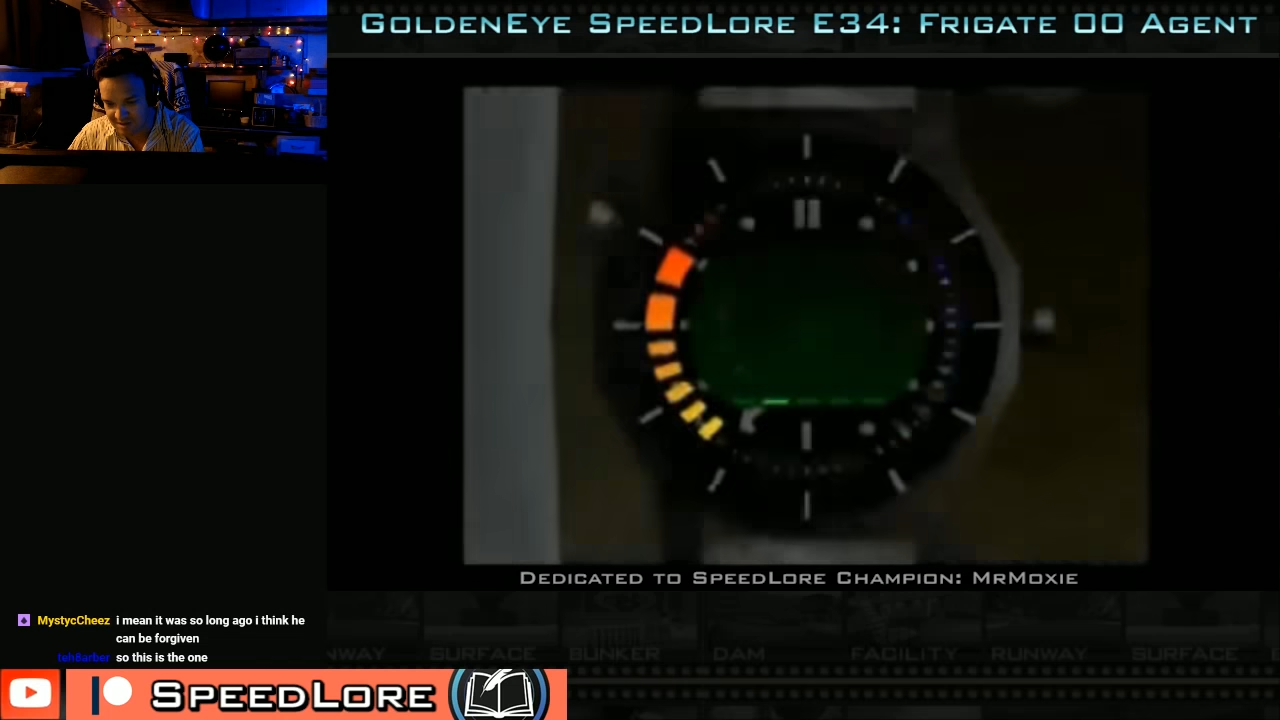 GoldenEye SpeedLore E34: Frigate 00 Agent
Dedicated to SpeedLore Champion: MrMoxie
MystycCheez i mean it was so long ago i think he
can be forgiven
tehBarber so this is the one
NWAY SURFACE BUNKER DAM FACILITY RUNWAY SURFACE
SpeedLore